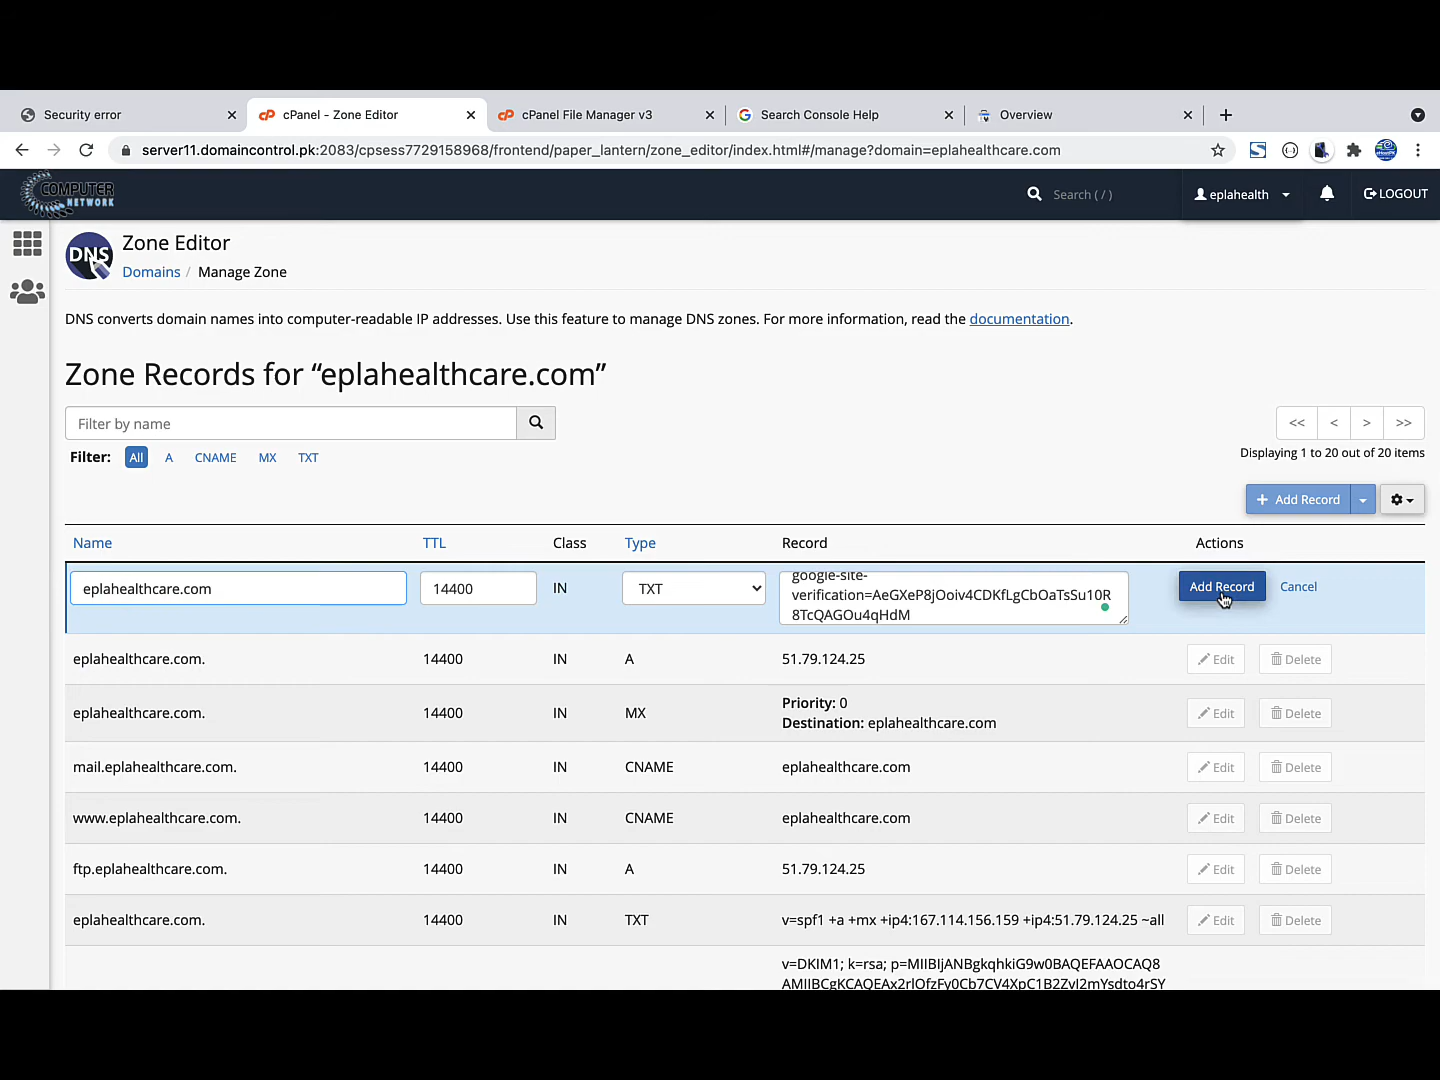 Security error
cPanel - Zone Editor
cPanel File Manager v3
Search Console Help
Overview
server11.domaincontrol.pk:2083/cpsess7729158968/frontend/paper_lantern/zone_editor/index.html#/manage?domain=eplahealthcare.com
COMPUTER
NETWORK
Search ( / )
eplahealth
LOGOUT
DNS
Zone Editor
Domains / Manage Zone
DNS converts domain names into computer-readable IP addresses. Use this feature to manage DNS zones. For more information, read the documentation.
Zone Records for “eplahealthcare.com”
Filter by name
<< < > >>
Filter: All A CNAME MX TXT
Displaying 1 to 20 out of 20 items
+ Add Record
Name TTL Class Type Record Actions
eplahealthcare.com 14400 IN TXT google-site-
verification=AeGXeP8jOoiv4CDKfLgCbOaTsSu10R
8TcQAGOu4qHdM
Add Record Cancel
eplahealthcare.com. 14400 IN A 51.79.124.25 Edit Delete
eplahealthcare.com. 14400 IN MX Priority: 0
Destination: eplahealthcare.com Edit Delete
mail.eplahealthcare.com. 14400 IN CNAME eplahealthcare.com Edit Delete
www.eplahealthcare.com. 14400 IN CNAME eplahealthcare.com Edit Delete
ftp.eplahealthcare.com. 14400 IN A 51.79.124.25 Edit Delete
eplahealthcare.com. 14400 IN TXT v=spf1 +a +mx +ip4:167.114.156.159 +ip4:51.79.124.25 ~all Edit Delete
v=DKIM1; k=rsa; p=MIIBIjANBgkqhkiG9w0BAQEFAAOCAQ8
AMIIBCgKCAQEAx2rlOfzFy0Cb7CV4XpC1B2ZvI2mYsdto4rSY